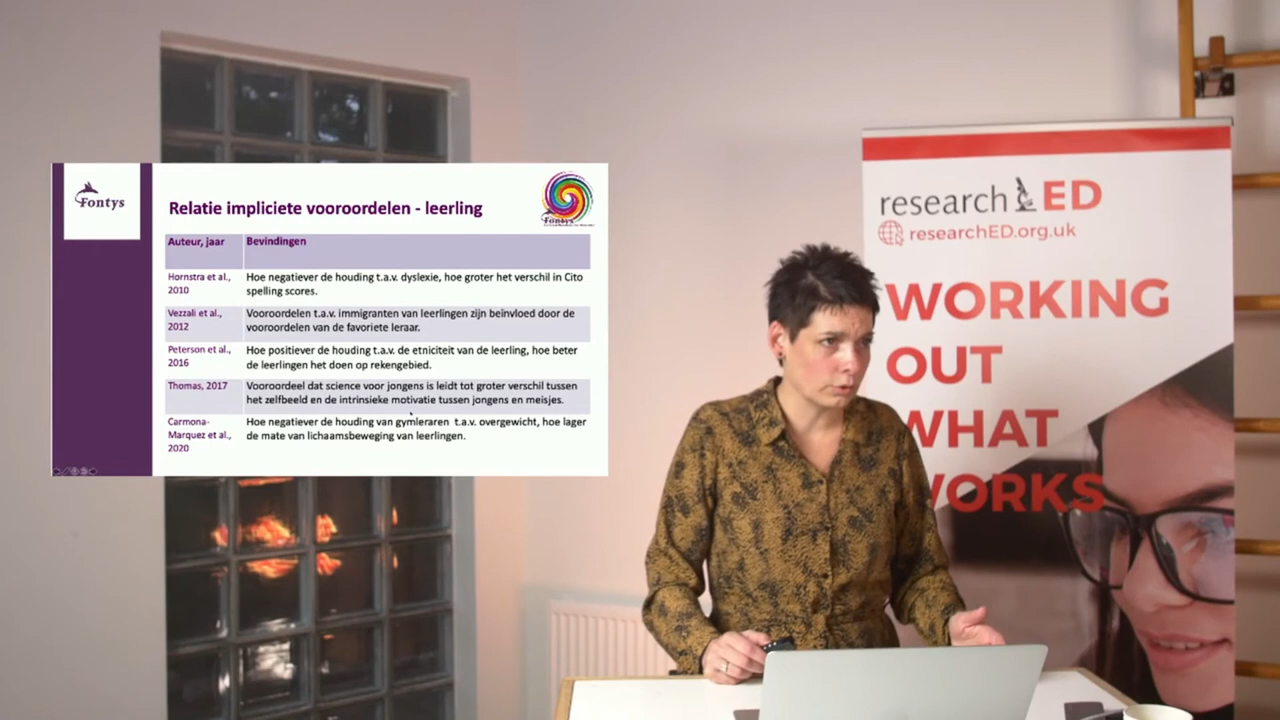 Fontys
Relatie impliciete vooroordelen - leerling
Fontys
Auteur, jaar
Bevindingen
Hornstra et al.,
2010
Hoe negatiever de houding t.a.v. dyslexie, hoe groter het verschil in Cito
spelling scores.
Vezzali et al.,
2012
Vooroordelen t.a.v. immigranten van leerlingen zijn beïnvloed door de
vooroordelen van de favoriete leraar.
Peterson et al.,
2016
Hoe positiever de houding t.a.v. de etniciteit van de leerling, hoe beter
de leerlingen het doen op rekengebied.
Thomas, 2017
Vooroordeel dat science voor jongens is leidt tot groter verschil tussen
het zelfbeeld en de intrinsieke motivatie tussen jongens en meisjes.
Carmona-
Marquez et al.,
2020
Hoe negatiever de houding van gymleraren t.a.v. overgewicht, hoe lager
de mate van lichaamsbeweging van leerlingen.
research ED
researchED.org.uk
WORKING
OUT
WHAT
WORKS